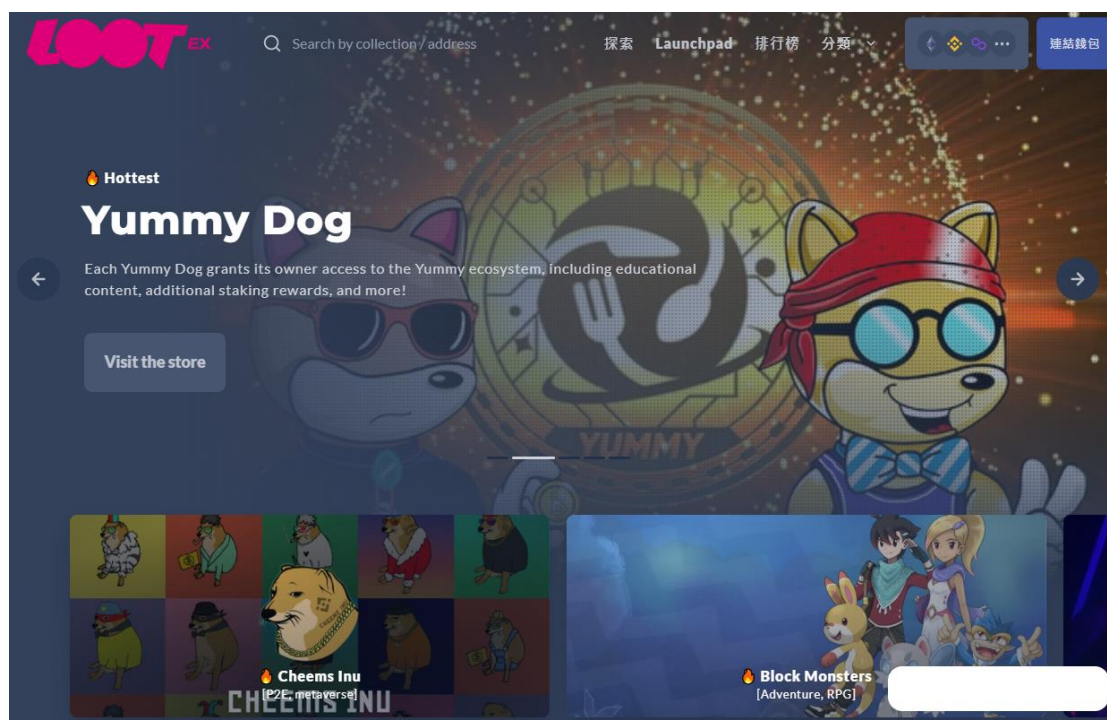 LOOT EX
Search by collection / address
探索 Launchpad 排行榜 分類
連結錢包
🔥 Hottest
Yummy Dog
Each Yummy Dog grants its owner access to the Yummy ecosystem, including educational
content, additional staking rewards, and more!
Visit the store
YUMMY
🔥 Cheems Inu
[P2E, metaverse]
CHEEMS INU
🔥 Block Monsters
[Adventure, RPG]